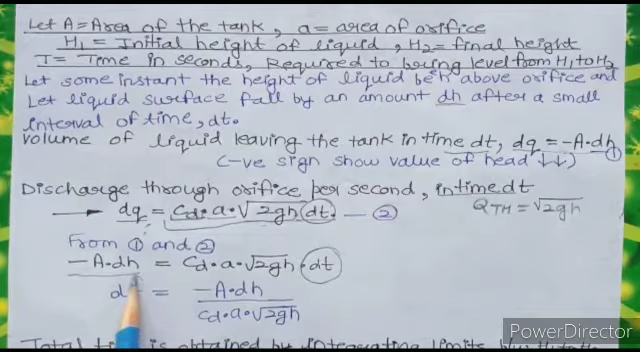 Let A = Area of the tank, a = area of orifice
H1 = Initial height of liquid, H2 = final height
T = Time in seconds, Required to bring level from H1 to H2
Let some instant the height of liquid be h above orifice and
Let liquid surface fall by an amount dh after a small
interval of time, dt.
Volume of liquid leaving the tank in time dt, dq = -A·dh ①
(-ve sign show value of head ↓↓)
Discharge through orifice per second, in time dt
→ dq = Cd·a·√2gh (dt) — ②
QTH = √2gh
From ① and ②
-A·dh = Cd·a·√2gh · dt
d = -A·dh / Cd·a·√2gh
PowerDirector